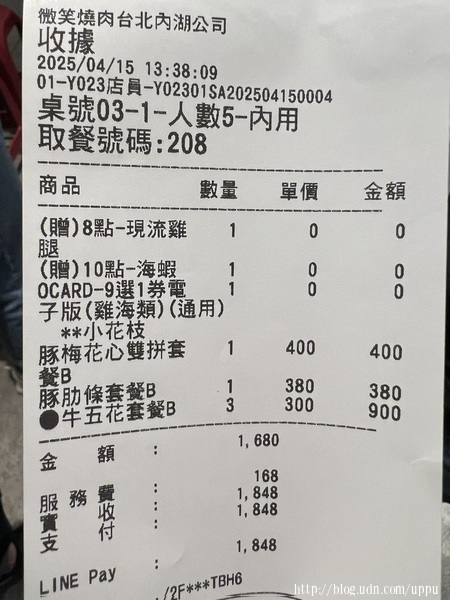 微笑燒肉台北內湖公司
收據
2025/04/15 13:38:09
01-Y023店員-Y02301SA202504150004
桌號03-1-人數5-內用
取餐號碼:208
商品 數量 單價 金額
(贈)8點-現流雞 1 0 0
腿
(贈)10點-海蝦 1 0 0
OCARD-9選1券電 1 0 0
子版(雞海類)(通用)
**小花枝
豚梅花心雙拼套 1 400 400
餐B
豚肋條套餐B 1 380 380
●牛五花套餐B 3 300 900
金額: 1,680
服務費: 168
實收: 1,848
支付: 1,848
LINE Pay : 1,848
/2F***TBH6
http://blog.udn.com/uppu